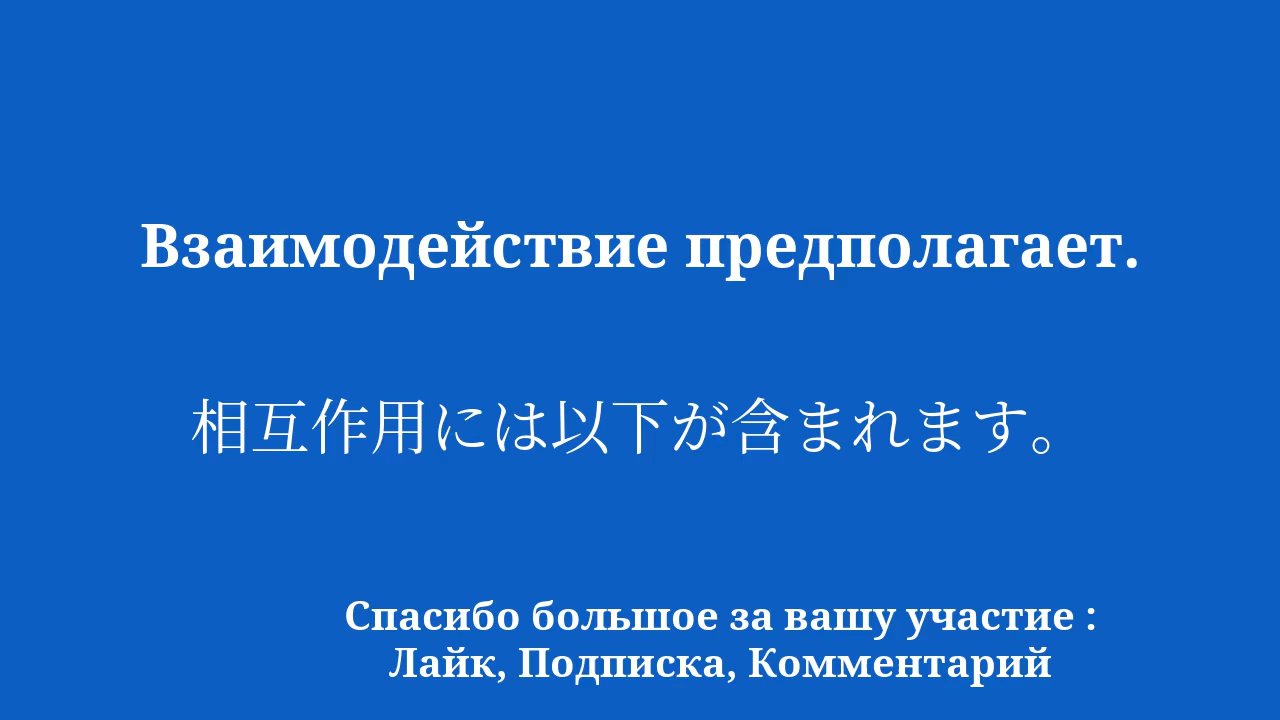 Взаимодействие предполагает.
相互作用には以下が含まれます。
Спасибо большое за вашу участие :
Лайк, Подписка, Комментарий